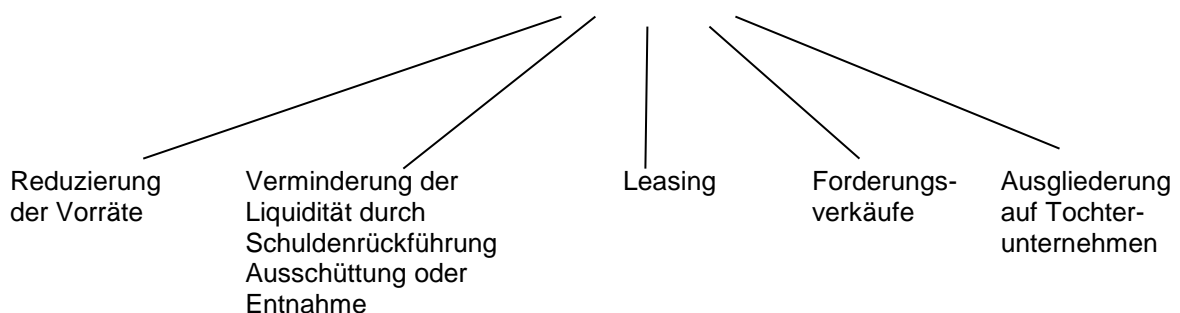 Reduzierung
der Vorräte
Verminderung der
Liquidität durch
Schuldenrückführung
Ausschüttung oder
Entnahme
Leasing
Forderungs-
verkäufe
Ausgliederung
auf Tochter-
unternehmen